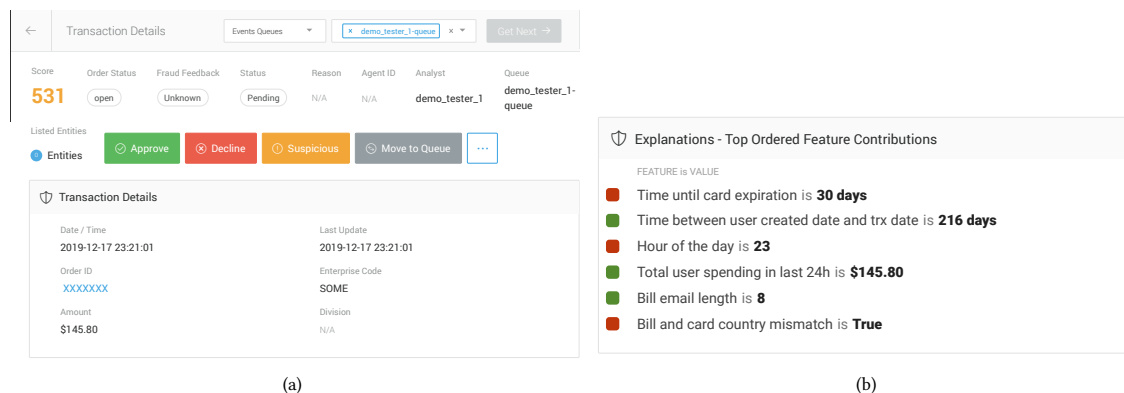 ← Transaction Details Events Queues × demo_tester_1-queue × Get Next →
Score Order Status Fraud Feedback Status Reason Agent ID Analyst Queue
531 open Unknown Pending N/A N/A demo_tester_1 demo_tester_1-
queue
Listed Entities
0 Entities Approve Decline Suspicious Move to Queue ...
Transaction Details
Date / Time Last Update
2019-12-17 23:21:01 2019-12-17 23:21:01
Order ID Enterprise Code
XXXXXXX SOME
Amount Division
$145.80 N/A
(a)
Explanations - Top Ordered Feature Contributions
FEATURE is VALUE
Time until card expiration is 30 days
Time between user created date and trx date is 216 days
Hour of the day is 23
Total user spending in last 24h is $145.80
Bill email length is 8
Bill and card country mismatch is True
(b)